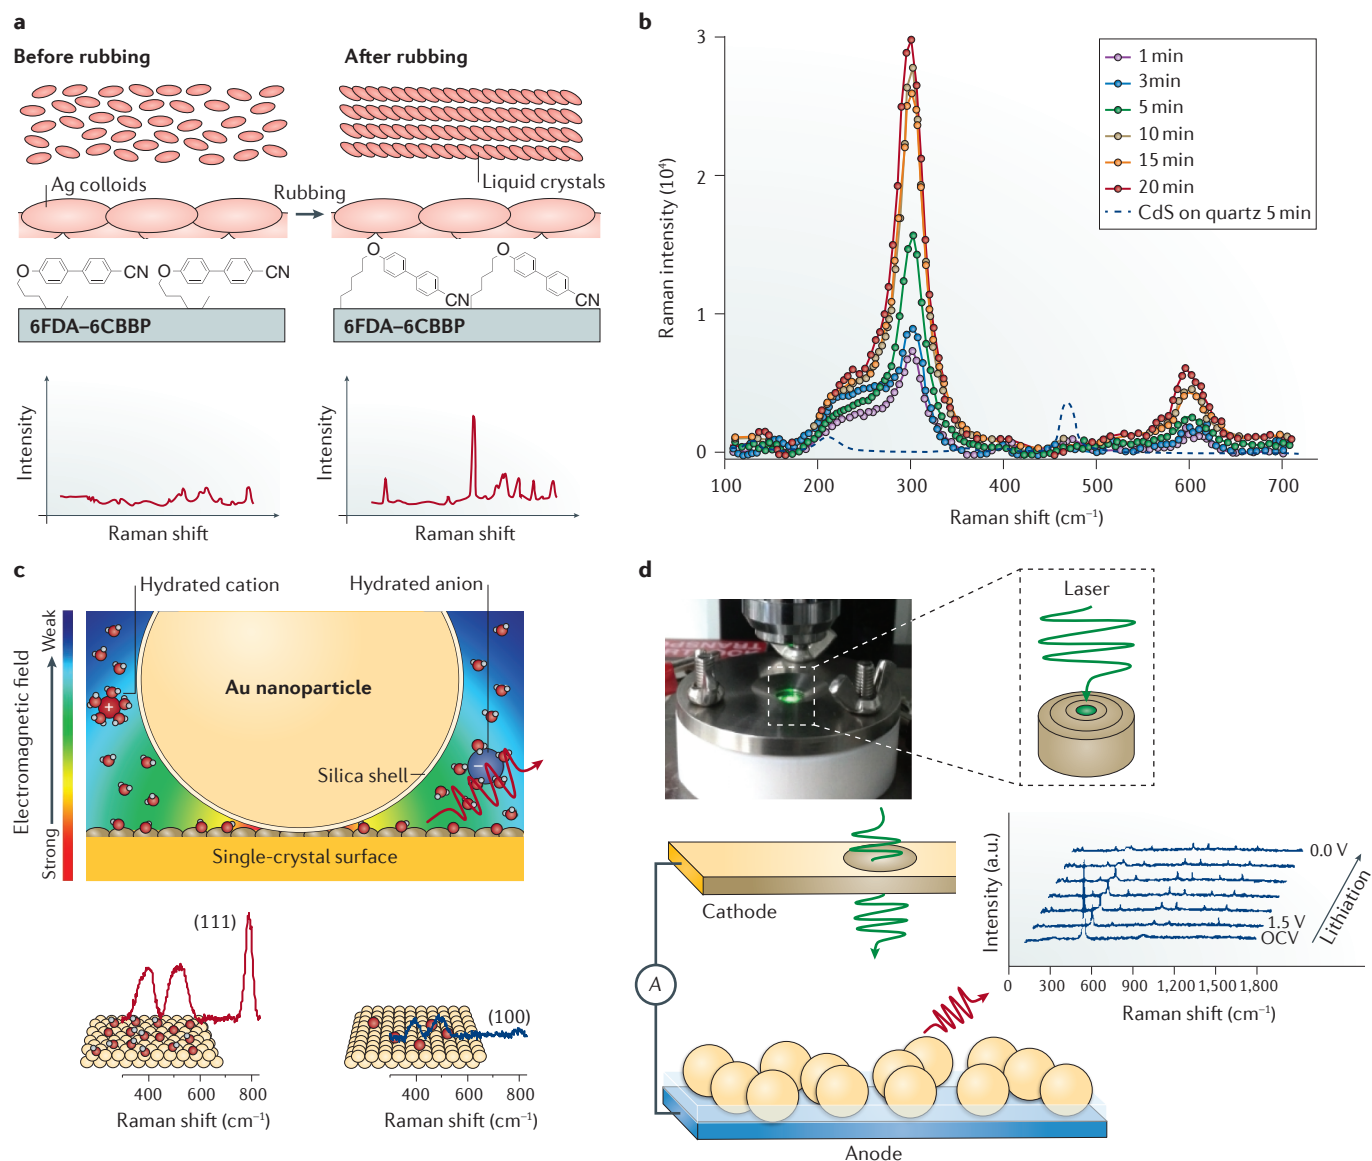 a
Before rubbing
After rubbing
Ag colloids
Rubbing
Liquid crystals
O
CN
O
CN
O
CN
O
CN
6FDA–6CBBP
6FDA–6CBBP
Intensity
Raman shift
Intensity
Raman shift
b
3
2
1
0
Raman intensity (10⁴)
100 200 300 400 500 600 700
Raman shift (cm⁻¹)
1 min
3min
5 min
10 min
15 min
20 min
CdS on quartz 5 min
c
Hydrated cation
Hydrated anion
Electromagnetic field
Weak
Strong
+
Au nanoparticle
–
Silica shell
Single-crystal surface
(111)
400 600 800
Raman shift (cm⁻¹)
(100)
400 600 800
Raman shift (cm⁻¹)
d
Laser
Cathode
A
Anode
Intensity (a.u.)
0.0 V
1.5 V
OCV
Lithiation
0 300 600 900 1,200 1,500 1,800
Raman shift (cm⁻¹)